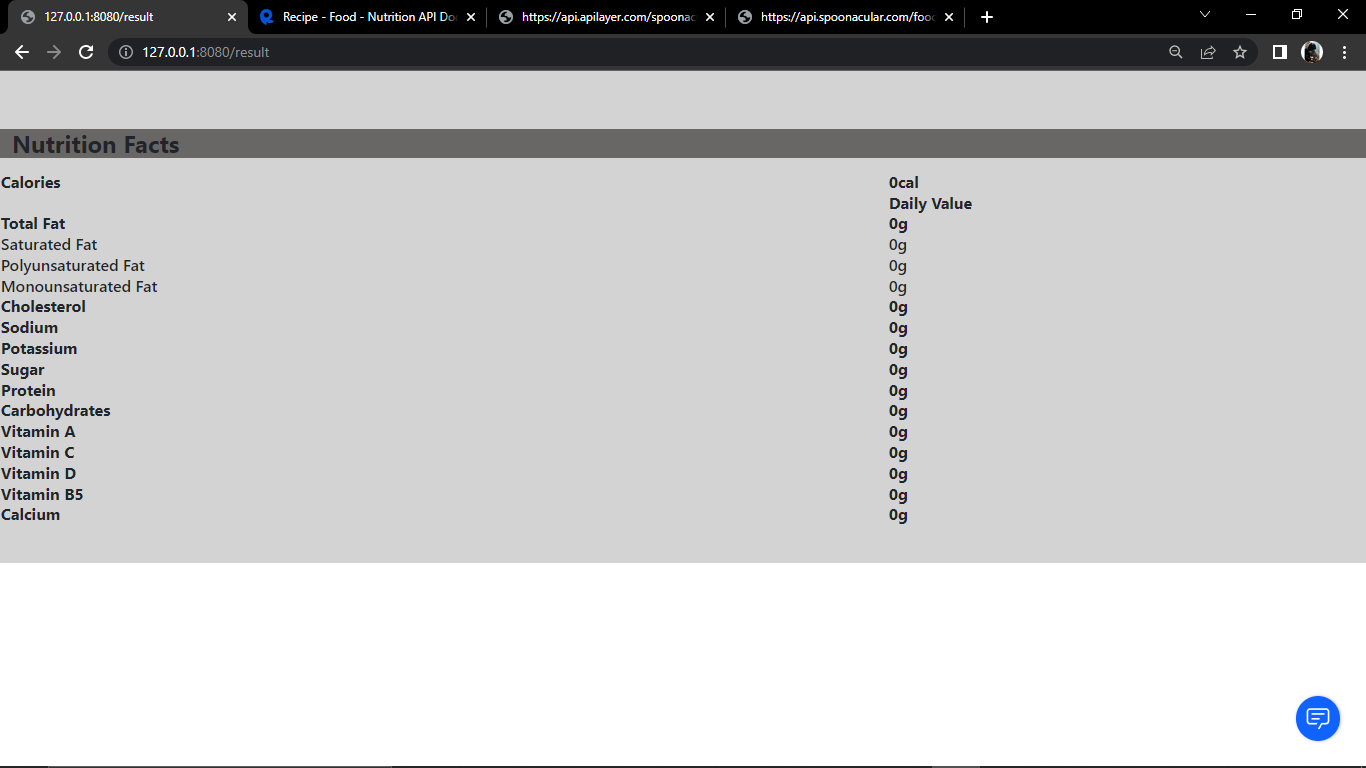 127.0.0.1:8080/result
Recipe - Food - Nutrition API Do
https://api.apilayer.com/spoonac
https://api.spoonacular.com/food
127.0.0.1:8080/result
Nutrition Facts
Calories 0cal
Daily Value
Total Fat 0g
Saturated Fat 0g
Polyunsaturated Fat 0g
Monounsaturated Fat 0g
Cholesterol 0g
Sodium 0g
Potassium 0g
Sugar 0g
Protein 0g
Carbohydrates 0g
Vitamin A 0g
Vitamin C 0g
Vitamin D 0g
Vitamin B5 0g
Calcium 0g